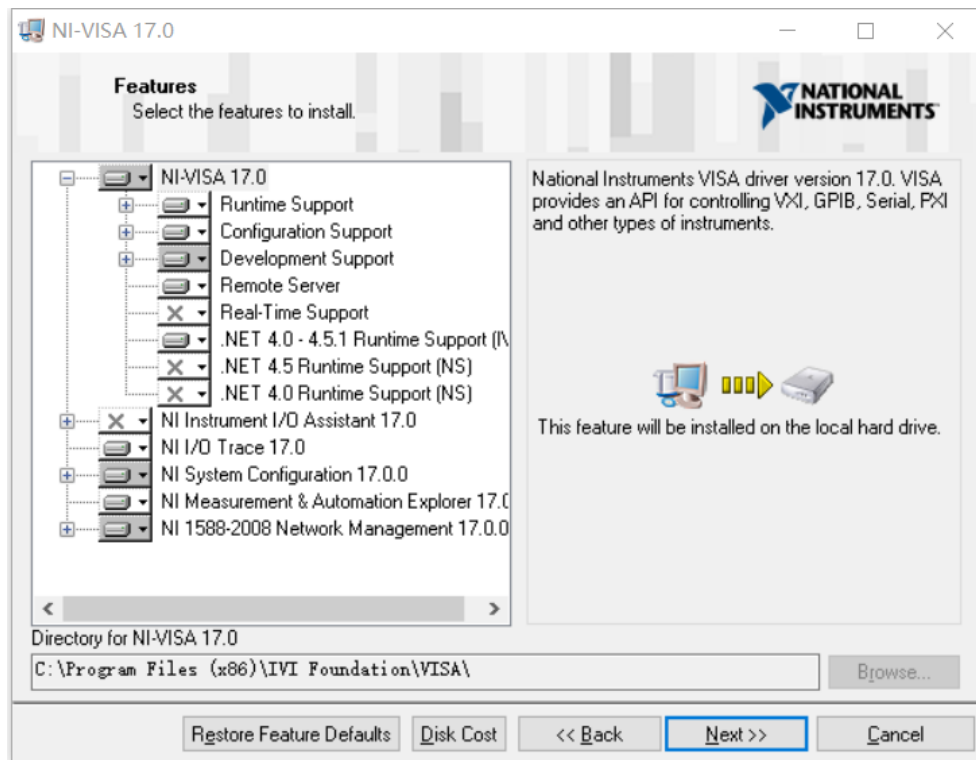 NI-VISA 17.0
Features
Select the features to install.
NATIONAL
INSTRUMENTS
NI-VISA 17.0
Runtime Support
Configuration Support
Development Support
Remote Server
Real-Time Support
.NET 4.0 - 4.5.1 Runtime Support (I\
.NET 4.5 Runtime Support (NS)
.NET 4.0 Runtime Support (NS)
NI Instrument I/O Assistant 17.0
NI I/O Trace 17.0
NI System Configuration 17.0.0
NI Measurement & Automation Explorer 17.(
NI 1588-2008 Network Management 17.0.0
National Instruments VISA driver version 17.0. VISA
provides an API for controlling VXI, GPIB, Serial, PXI
and other types of instruments.
This feature will be installed on the local hard drive.
Directory for NI-VISA 17.0
C:\Program Files (x86)\IVI Foundation\VISA\
Browse...
Restore Feature Defaults
Disk Cost
<< Back
Next >>
Cancel